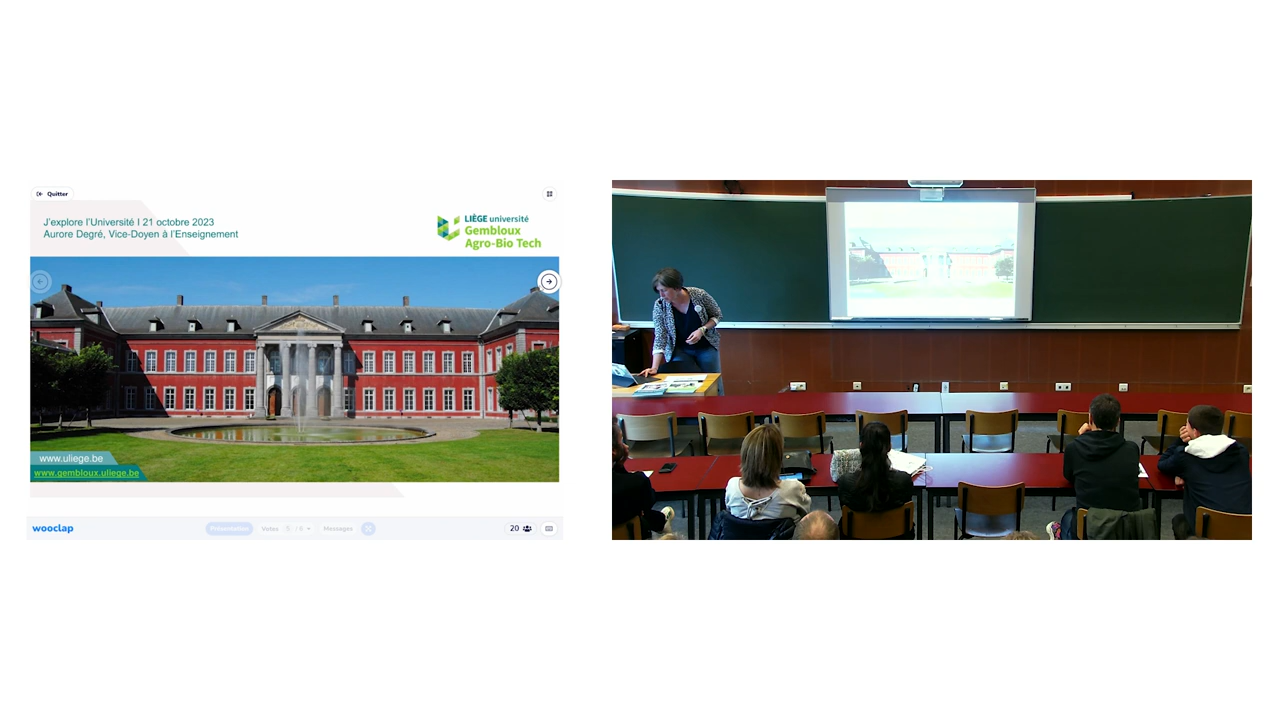 Quitter
J'explore l'Université I 21 octobre 2023
Aurore Degré, Vice-Doyen à l'Enseignement
LIÈGE université
Gembloux
Agro-Bio Tech
www.uliege.be
www.gembloux.uliege.be
wooclap
Présentation
Votes
Messages
20